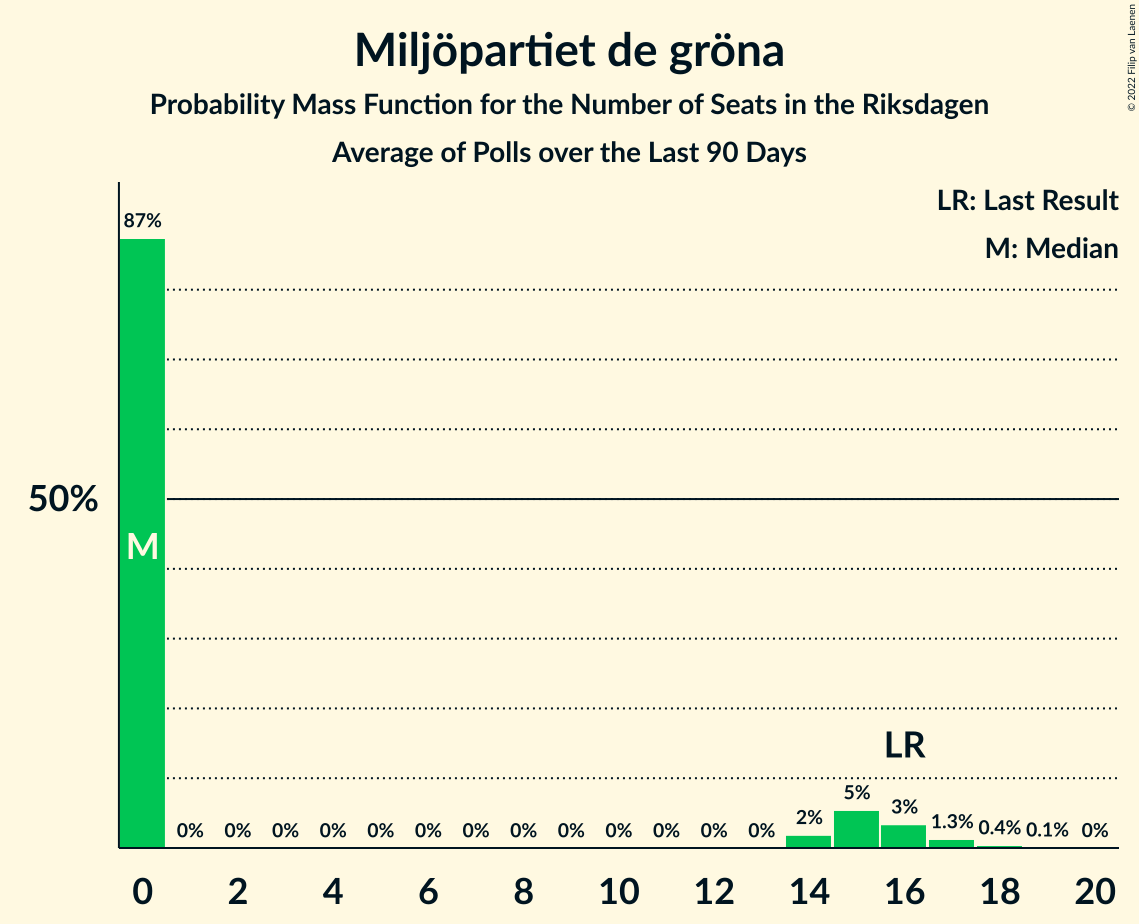 Miljöpartiet de gröna
Probability Mass Function for the Number of Seats in the Riksdagen
Average of Polls over the Last 90 Days
© 2022 Filip van Laenen
LR: Last Result
M: Median
87%
50%
M
LR
0% 0% 0% 0% 0% 0% 0% 0% 0% 0% 0% 0% 0% 2% 5% 3% 1.3% 0.4% 0.1% 0%
0 2 4 6 8 10 12 14 16 18 20